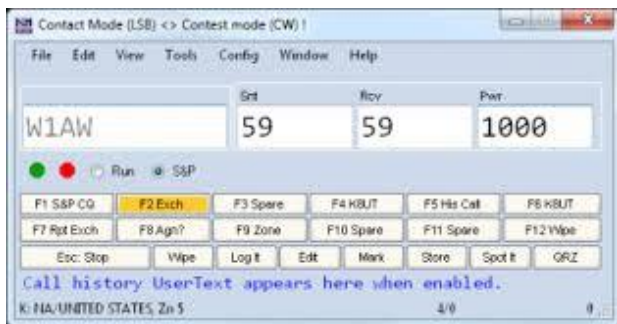 Contact Mode (LSB) <> Contest mode (CW) !
File Edit View Tools Config Window Help
Snt Rcv Pwr
W1AW 59 59 1000
Run S&P
F1 S&P CQ F2 Exch F3 Spare F4 K8UT F5 His Call F6 K8UT
F7 Rpt Exch F8 Agn? F9 Zone F10 Spare F11 Spare F12 Wipe
Esc: Stop Wipe Log It Edit Mark Store Spot It QRZ
Call history UserText appears here when enabled.
K: NA/UNITED STATES, Zn 5 4/0 0